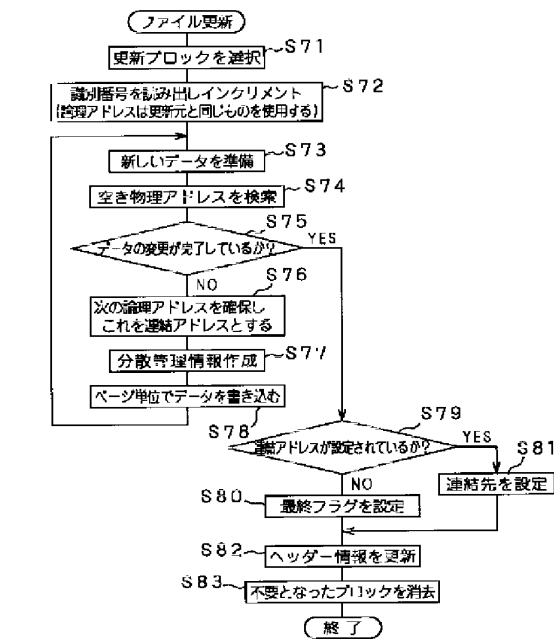 ファイル更新
更新ブロックを選択
S71
識別番号を読み出しインクリメント
(論理アドレスは更新元と同じものを使用する)
S72
新しいデータを準備
S73
空き物理アドレスを検索
S74
データの変更が完了しているか?
S75
YES
NO
次の論理アドレスを確保し
これを連結アドレスとする
S76
分散管理情報作成
S77
ページ単位でデータを書き込む
S78
連結アドレスが設定されているか?
S79
YES
NO
連結先を設定
S81
S80
最終フラグを設定
S82
ヘッダー情報を更新
S83
不要となったブロックを消去
終了